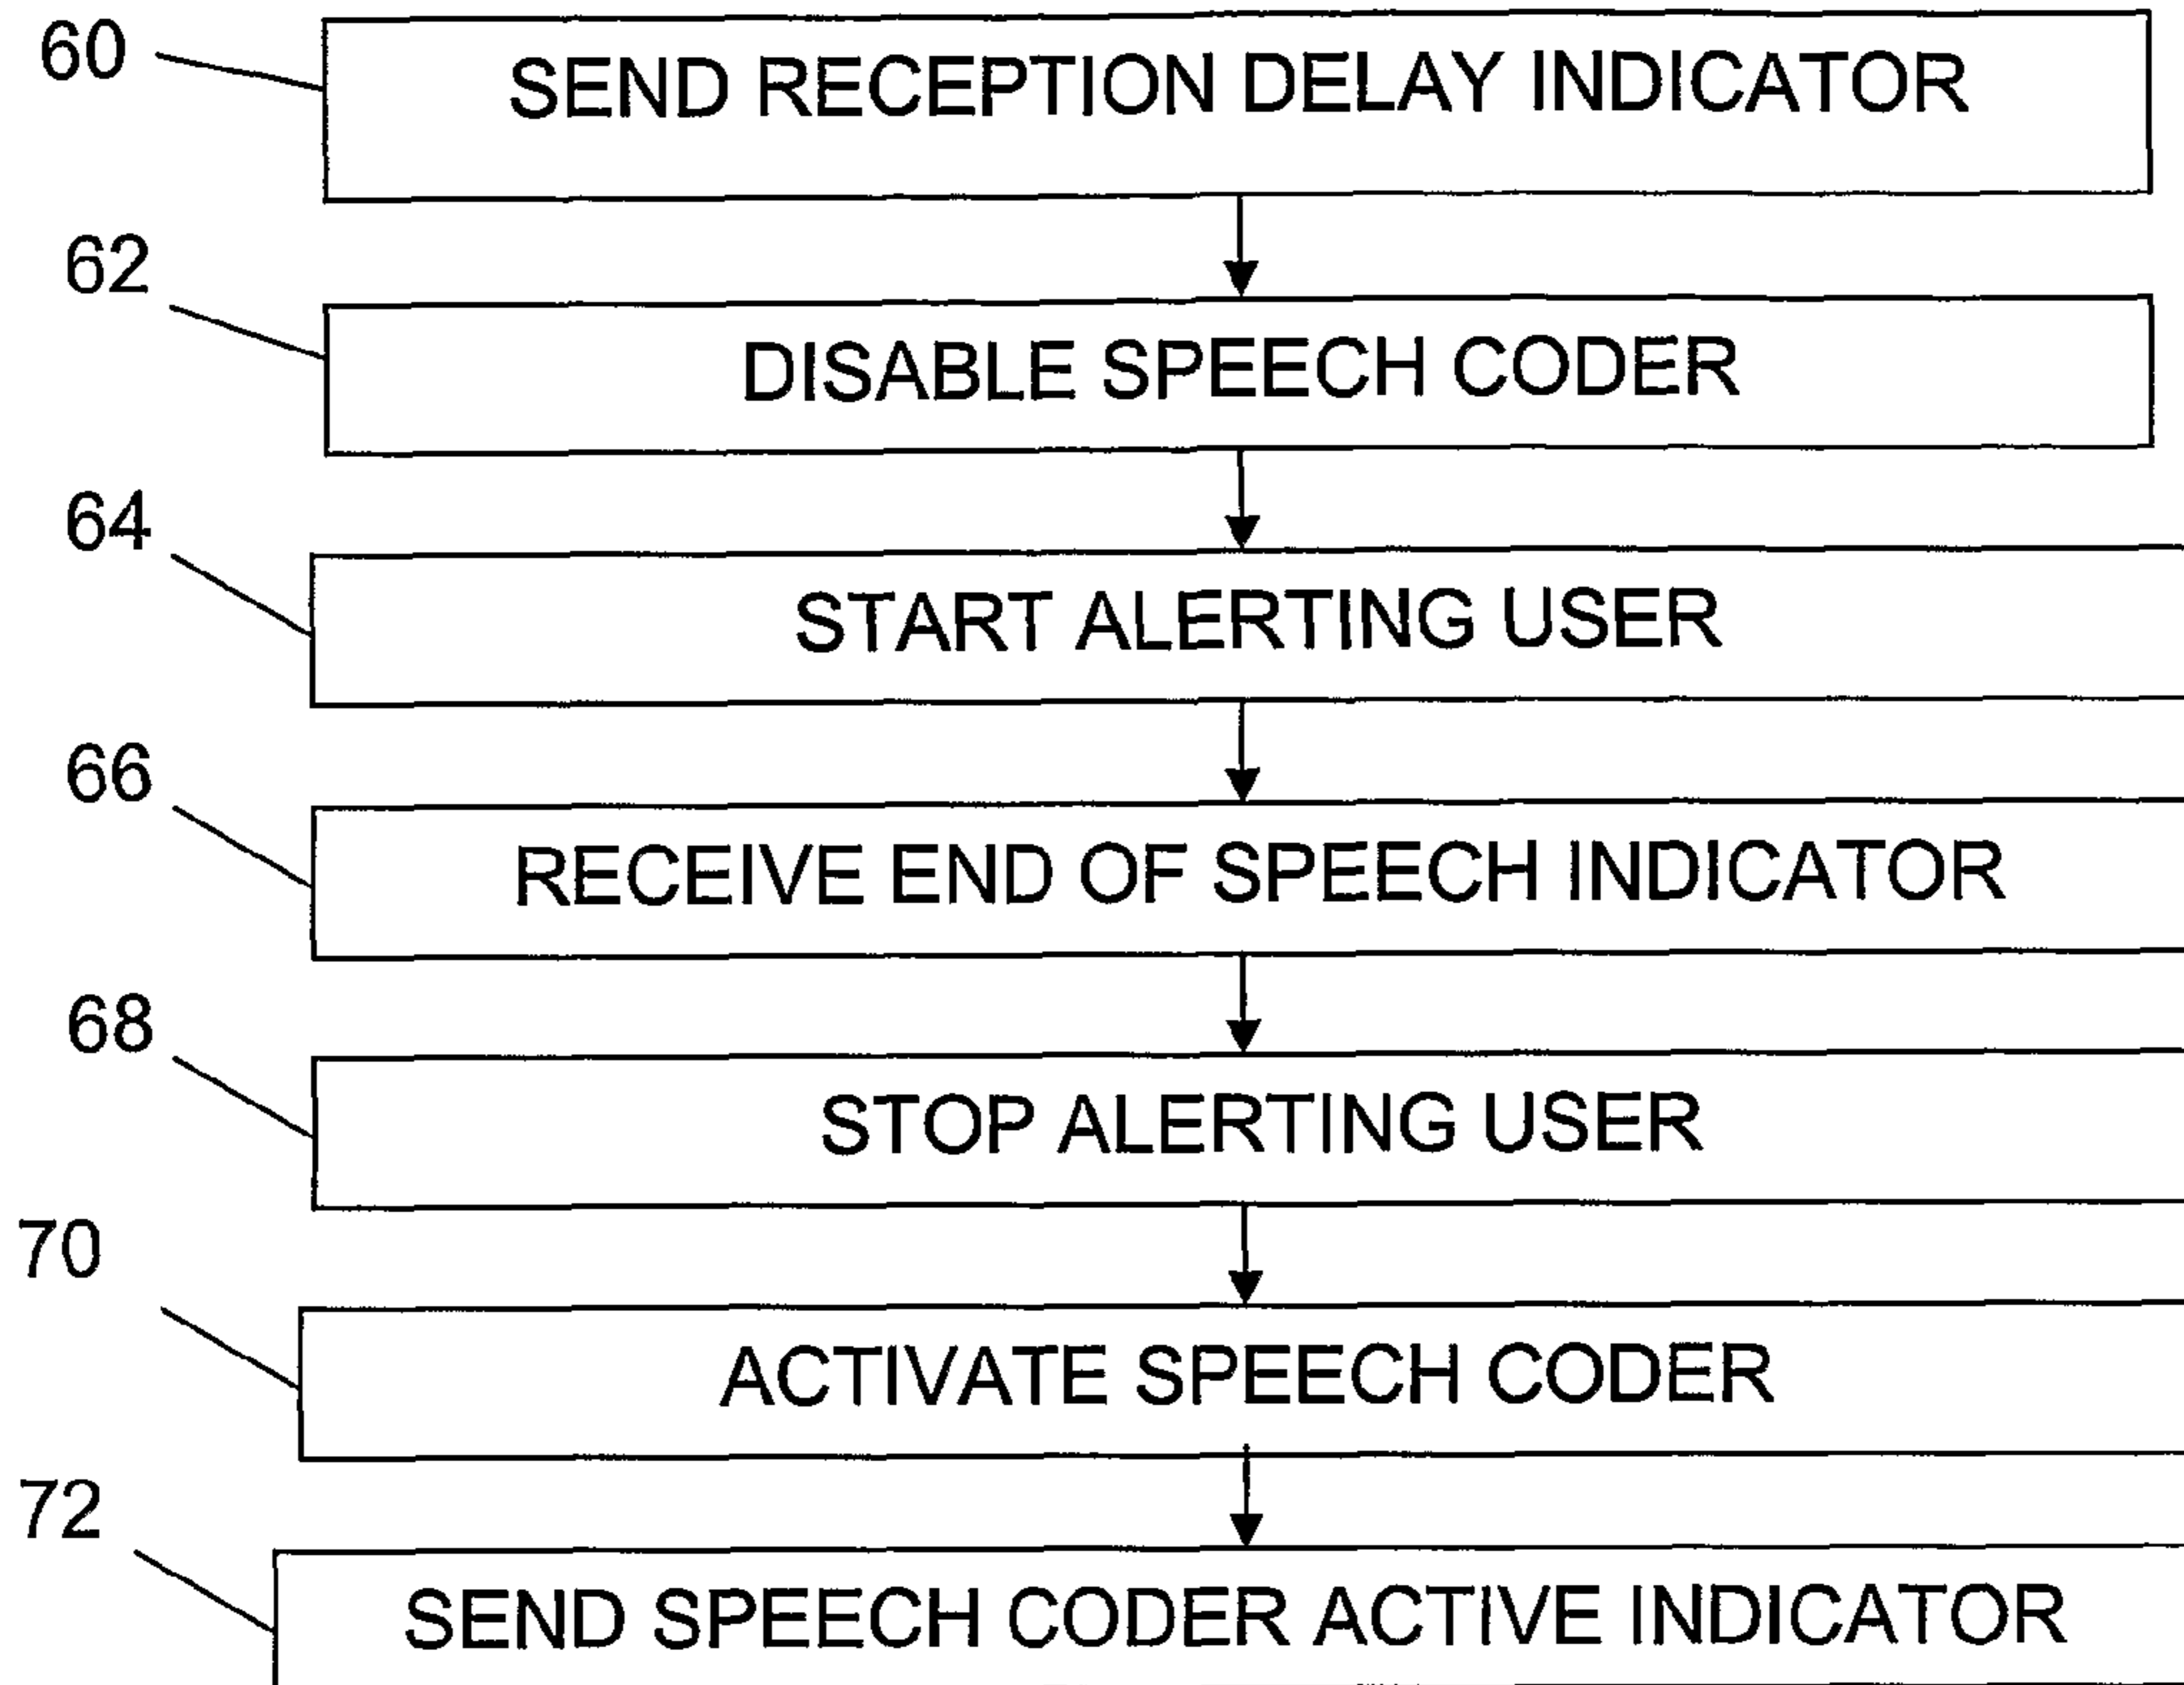 60
SEND RECEPTION DELAY INDICATOR
62
DISABLE SPEECH CODER
64
START ALERTING USER
66
RECEIVE END OF SPEECH INDICATOR
68
STOP ALERTING USER
70
ACTIVATE SPEECH CODER
72
SEND SPEECH CODER ACTIVE INDICATOR